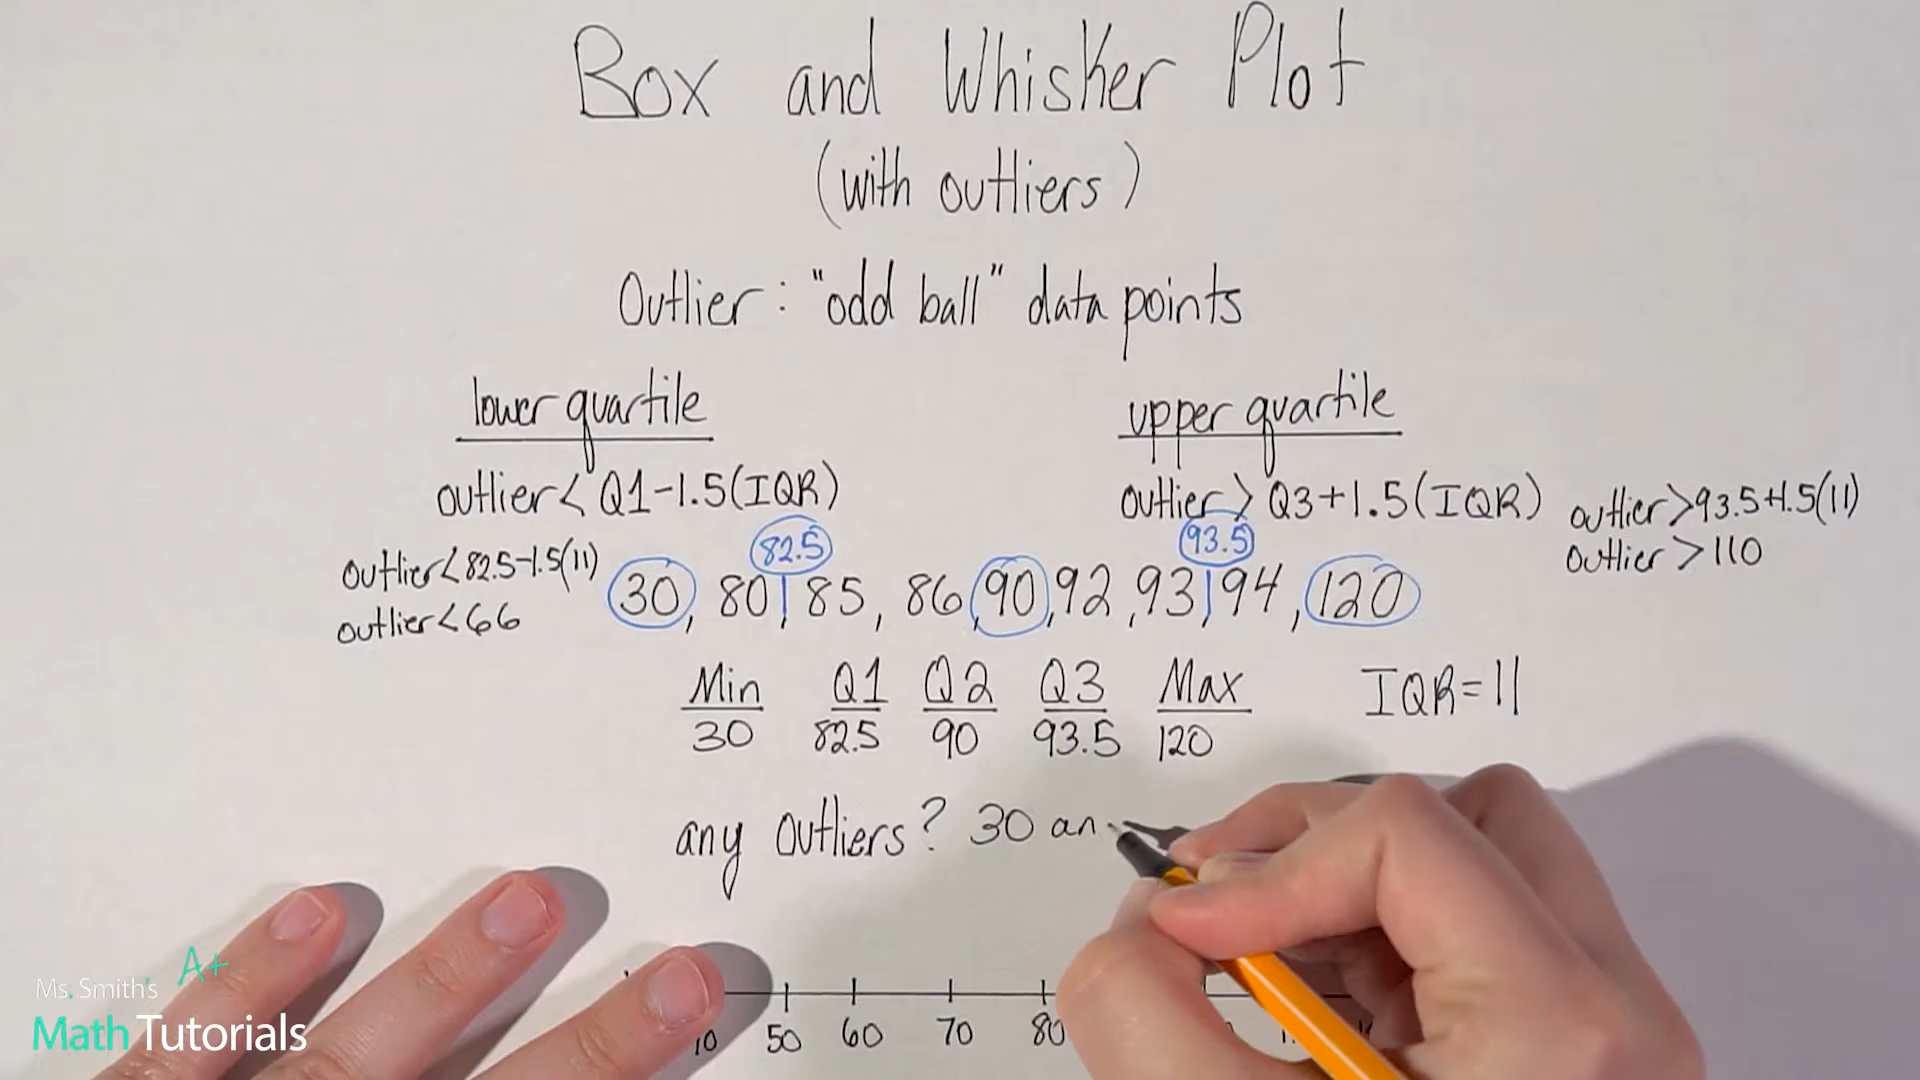 Box and Whisker Plot
(with outliers)
Outlier: "odd ball" data points
lower quartile
outlier < Q1-1.5(IQR)
upper quartile
outlier > Q3+1.5(IQR)
outlier>93.5+1.5(11)
outlier >110
outlier<82.5-1.5(11)
outlier<66
82.5
93.5
30, 80, 85, 86, 90, 92, 93, 94, 120
Min Q1 Q2 Q3 Max
30 82.5 90 93.5 120
IQR=11
any outliers? 30 an
50 60 70 80
Ms. Smith's A+
Math Tutorials